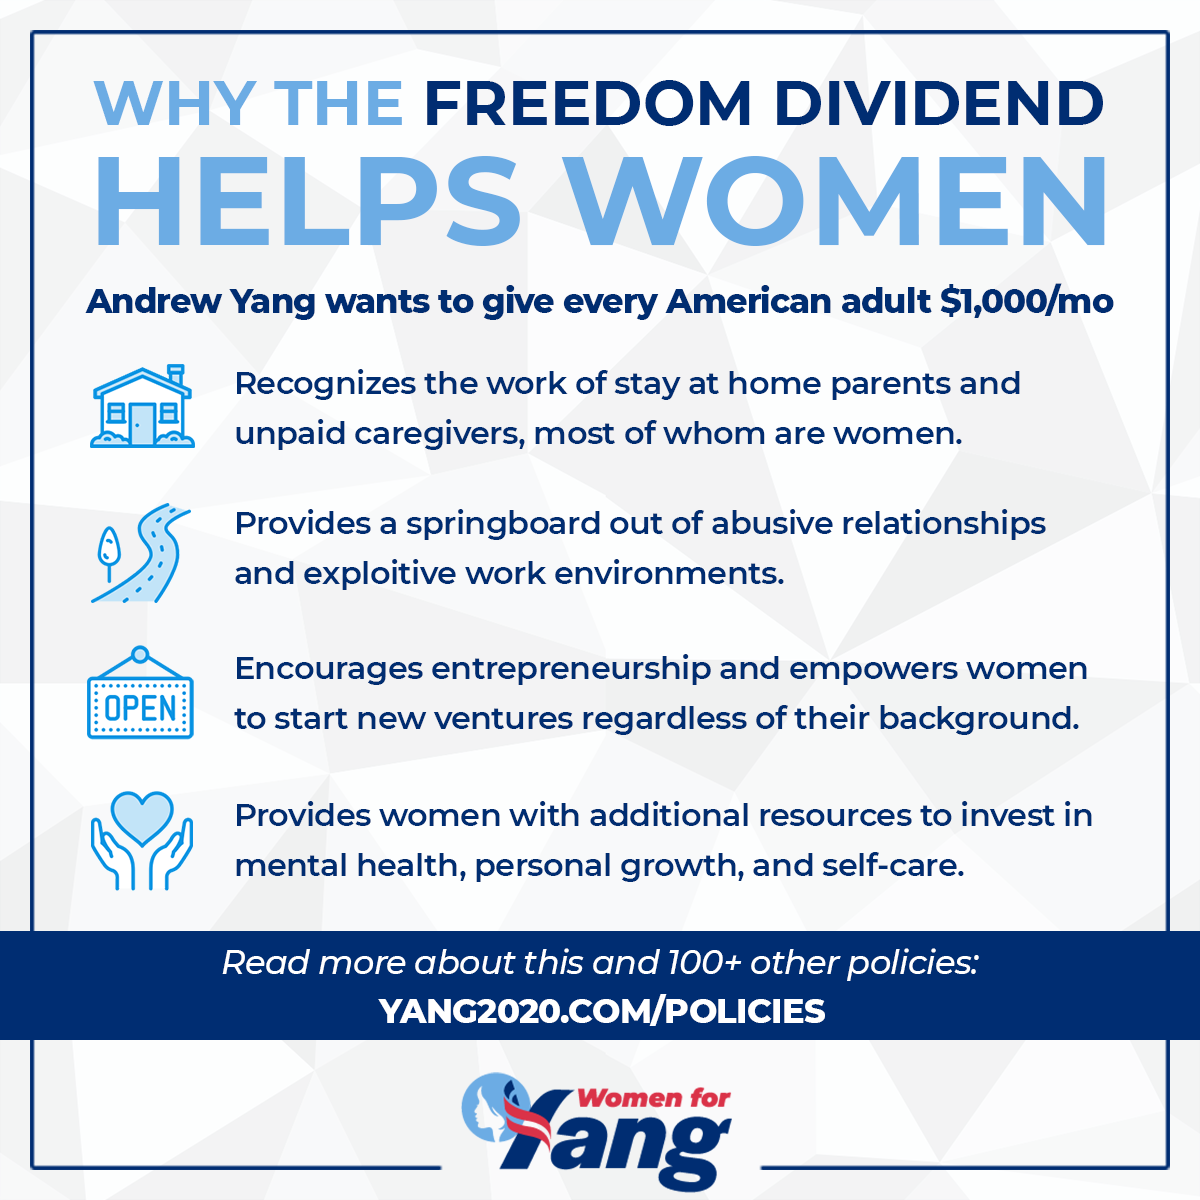 WHY THE FREEDOM DIVIDEND
HELPS WOMEN
Andrew Yang wants to give every American adult $1,000/mo
Recognizes the work of stay at home parents and
unpaid caregivers, most of whom are women.
Provides a springboard out of abusive relationships
and exploitive work environments.
OPEN
Encourages entrepreneurship and empowers women
to start new ventures regardless of their background.
Provides women with additional resources to invest in
mental health, personal growth, and self-care.
Read more about this and 100+ other policies:
YANG2020.COM/POLICIES
Women for
Yang